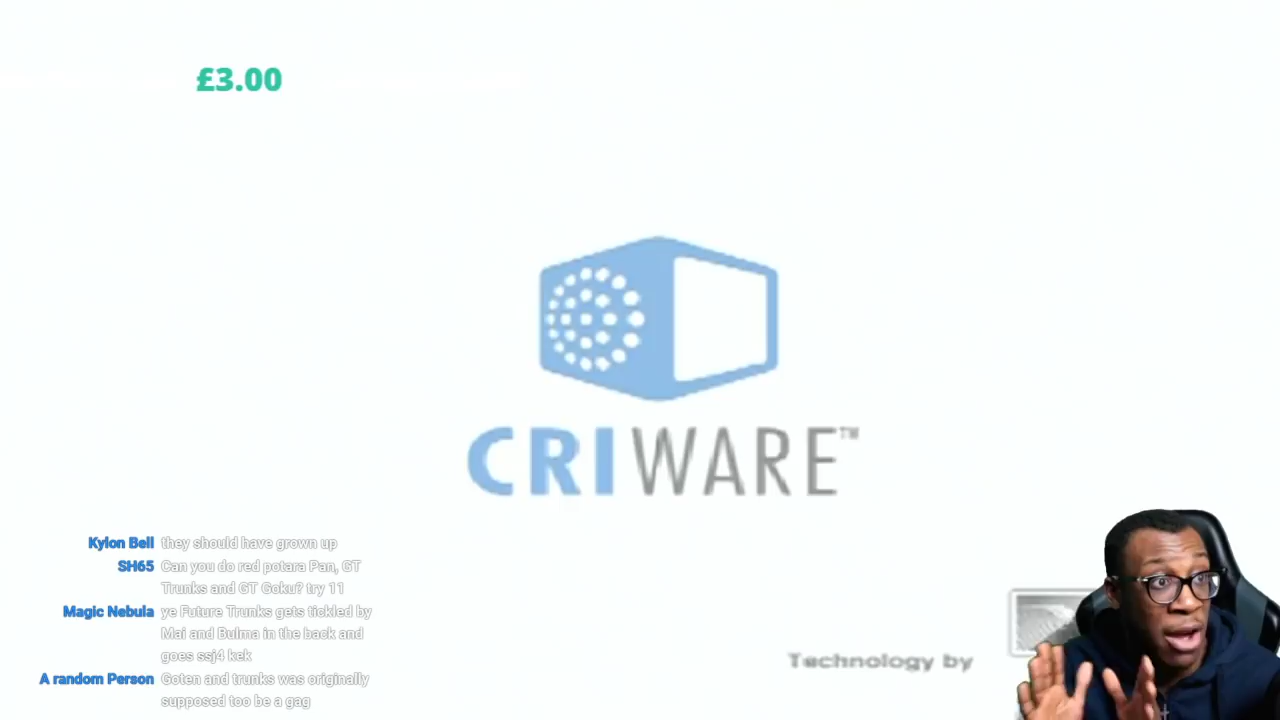 £3.00
CRIWARE™
Kylon Bell they should have grown up
SH65 Can you do red potara Pan, GT
Trunks and GT Goku? try 11
Magic Nebula ye Future Trunks gets tickled by
Mai and Bulma in the back and
goes ssj4 kek
Technology by
A random Person Goten and trunks was originally
supposed too be a gag